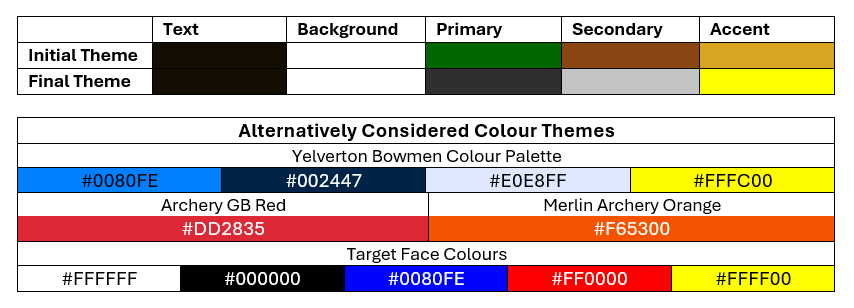 Text Background Primary Secondary Accent
Initial Theme
Final Theme
Alternatively Considered Colour Themes
Yelverton Bowmen Colour Palette
#0080FE #002447 #E0E8FF #FFFC00
Archery GB Red Merlin Archery Orange
#DD2835 #F65300
Target Face Colours
#FFFFFF #000000 #0080FE #FF0000 #FFFF00